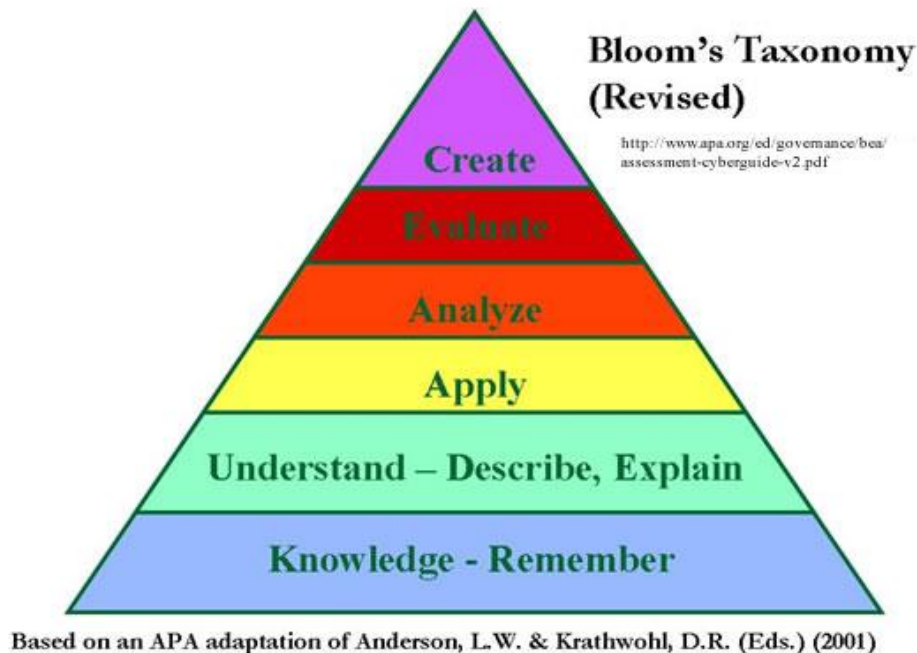 Bloom's Taxonomy
(Revised)
http://www.apa.org/ed/governance/bea/
assessment-cyberguide-v2.pdf
Create
Evaluate
Analyze
Apply
Understand – Describe, Explain
Knowledge - Remember
Based on an APA adaptation of Anderson, L.W. & Krathwohl, D.R. (Eds.) (2001)